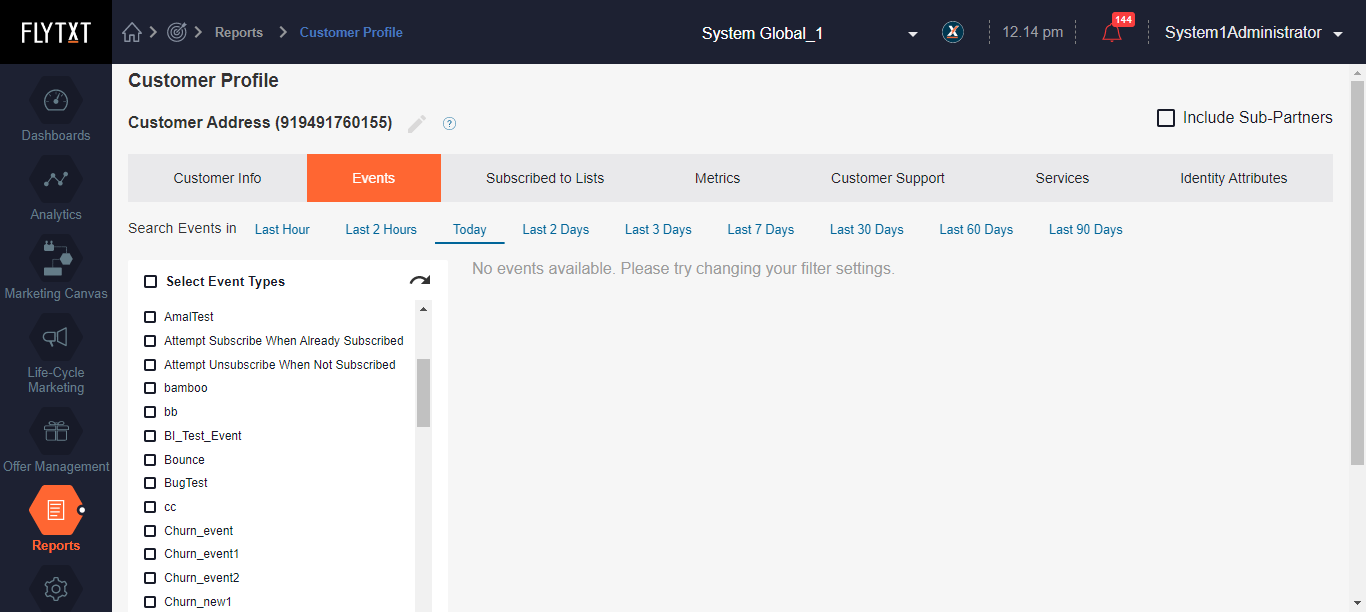 FLYTXT
Reports
Customer Profile
System Global_1
X
12.14 pm
144
System1Administrator
Dashboards
Analytics
Marketing Canvas
Life-Cycle
Marketing
Offer Management
Reports
Customer Profile
Customer Address (919491760155)
?
Include Sub-Partners
Customer Info
Events
Subscribed to Lists
Metrics
Customer Support
Services
Identity Attributes
Search Events in
Last Hour
Last 2 Hours
Today
Last 2 Days
Last 3 Days
Last 7 Days
Last 30 Days
Last 60 Days
Last 90 Days
Select Event Types
AmalTest
Attempt Subscribe When Already Subscribed
Attempt Unsubscribe When Not Subscribed
bamboo
bb
BI_Test_Event
Bounce
BugTest
cc
Churn_event
Churn_event1
Churn_event2
Churn_new1
No events available. Please try changing your filter settings.